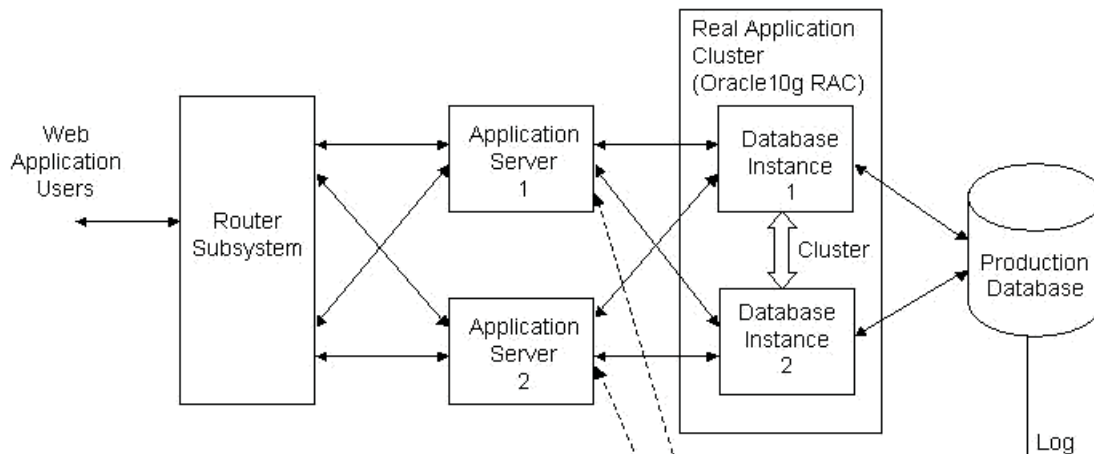 Real Application
Cluster
(Oracle10g RAC)
Web
Application
Users
Router
Subsystem
Application
Server
1
Application
Server
2
Database
Instance
1
Cluster
Database
Instance
2
Production
Database
Log